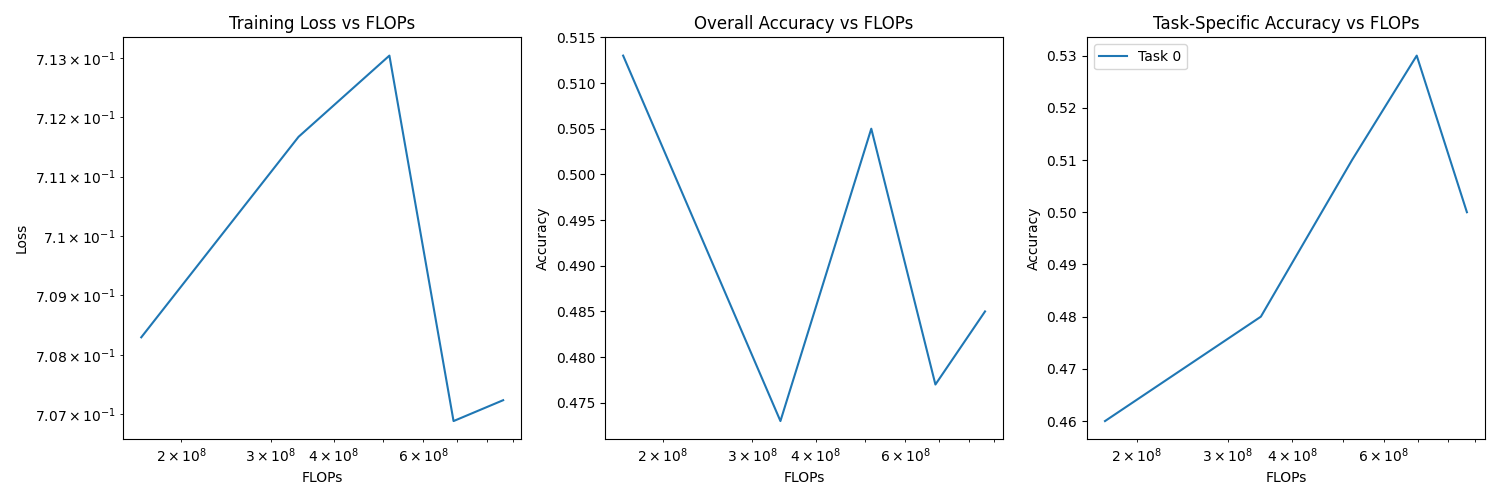 Training Loss vs FLOPs
7.13 × 10⁻¹
7.12 × 10⁻¹
7.11 × 10⁻¹
7.1 × 10⁻¹
7.09 × 10⁻¹
7.08 × 10⁻¹
7.07 × 10⁻¹
Loss
2 × 10⁸ 3 × 10⁸ 4 × 10⁸ 6 × 10⁸
FLOPs
Overall Accuracy vs FLOPs
0.515
0.510
0.505
0.500
0.495
0.490
0.485
0.480
0.475
Accuracy
2 × 10⁸ 3 × 10⁸ 4 × 10⁸ 6 × 10⁸
FLOPs
Task-Specific Accuracy vs FLOPs
Task 0
0.53
0.52
0.51
0.50
0.49
0.48
0.47
0.46
Accuracy
2 × 10⁸ 3 × 10⁸ 4 × 10⁸ 6 × 10⁸
FLOPs